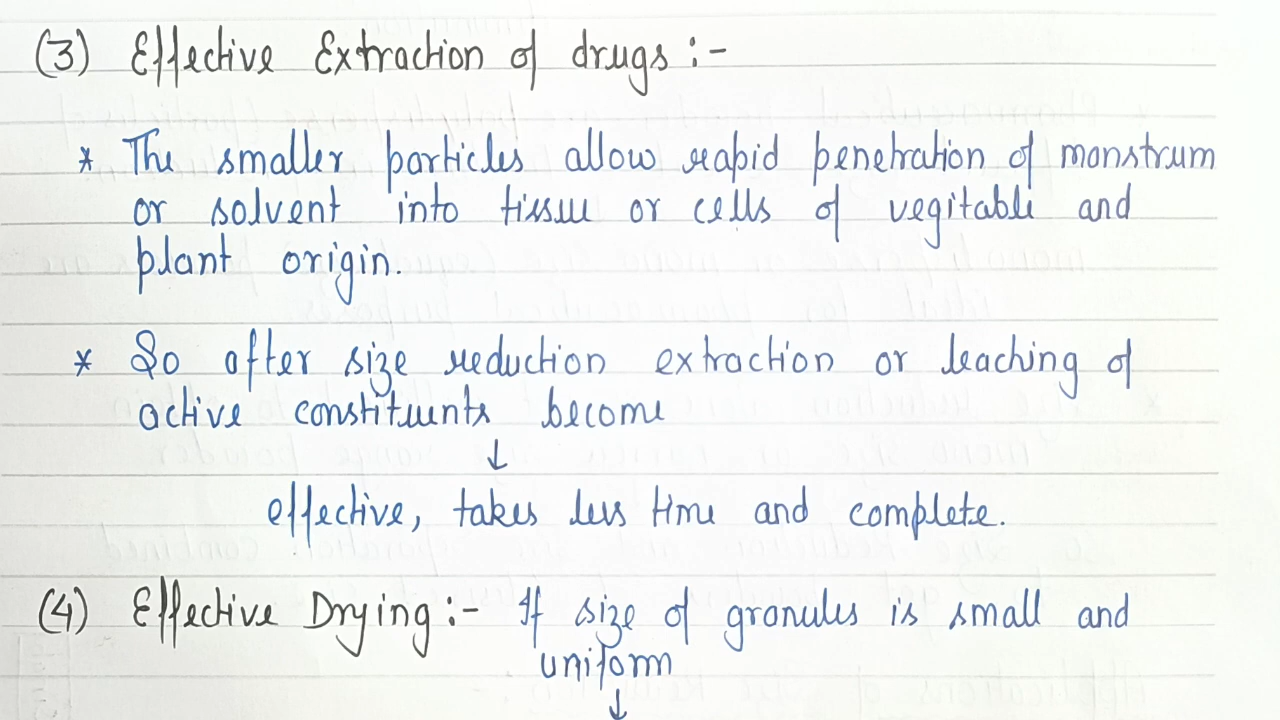 (3) Effective Extraction of drugs :-
* The smaller particles allow rapid penetration of monstrum
or solvent into tissue or cells of vegitable and
plant origin.
* So after size reduction extraction or leaching of
active constituents become
↓
effective, takes less time and complete.
(4) Effective Drying :- If size of granules is small and
uniform
↓